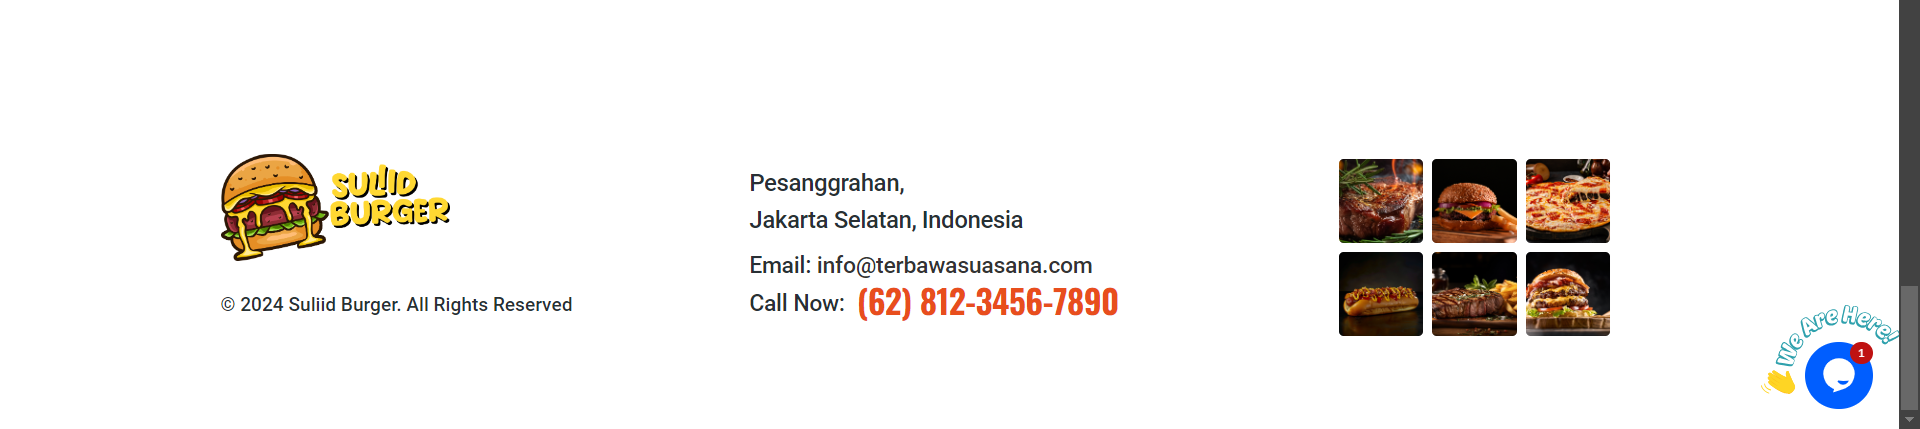 SULIID
BURGER
© 2024 Suliid Burger. All Rights Reserved
Pesanggrahan,
Jakarta Selatan, Indonesia
Email: info@terbawasuasana.com
Call Now: (62) 812-3456-7890
We Are Here!
1